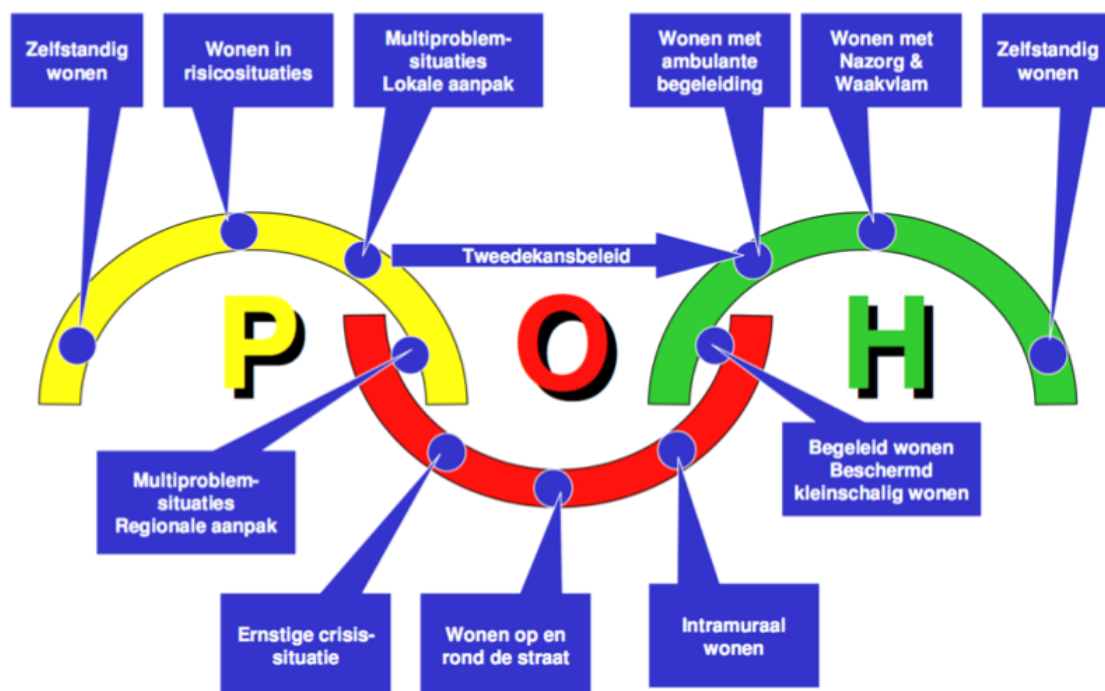 Zelfstandig
wonen
Wonen in
risicosituaties
Multiproblem-
situaties
Lokale aanpak
Wonen met
ambulante
begeleiding
Wonen met
Nazorg &
Waakvlam
Zelfstandig
wonen
Tweedekansbeleid
P
O
H
Multiproblem-
situaties
Regionale aanpak
Begeleid wonen
Beschermd
kleinschalig wonen
Ernstige crisis-
situatie
Wonen op en
rond de straat
Intramuraal
wonen